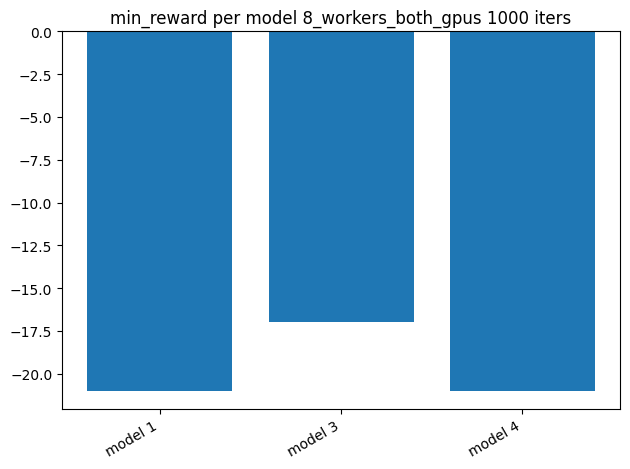 min_reward per model 8_workers_both_gpus 1000 iters
0.0
−2.5
−5.0
−7.5
−10.0
−12.5
−15.0
−17.5
−20.0
model 1
model 3
model 4